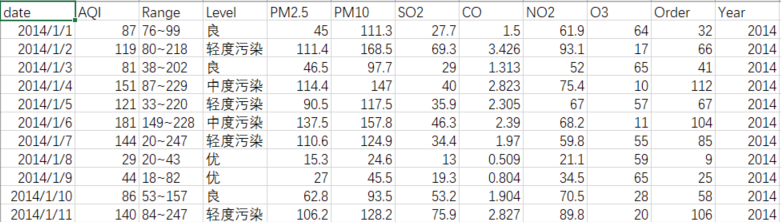 date AQI Range Level PM2.5 PM10 SO2 CO NO2 O3 Order Year
2014/1/1 87 76~99 良 45 111.3 27.7 1.5 61.9 64 32 2014
2014/1/2 119 80~218 轻度污染 111.4 168.5 69.3 3.426 93.1 17 66 2014
2014/1/3 81 38~202 良 46.5 97.7 29 1.313 52 65 41 2014
2014/1/4 151 87~229 中度污染 114.4 147 40 2.823 75.4 10 112 2014
2014/1/5 121 33~220 轻度污染 90.5 117.5 35.9 2.305 67 57 67 2014
2014/1/6 181 149~228 中度污染 137.5 157.8 46.3 2.39 68.2 11 104 2014
2014/1/7 144 20~247 轻度污染 110.6 124.9 34.4 1.97 59.8 55 85 2014
2014/1/8 29 20~43 优 15.3 24.6 13 0.509 21.1 59 9 2014
2014/1/9 44 18~82 优 27 45.5 19.3 0.804 34.5 65 25 2014
2014/1/10 86 53~157 良 62.8 93.5 53.2 1.904 70.5 28 58 2014
2014/1/11 140 84~247 轻度污染 106.2 128.2 75.9 2.827 89.8 20 106 2014